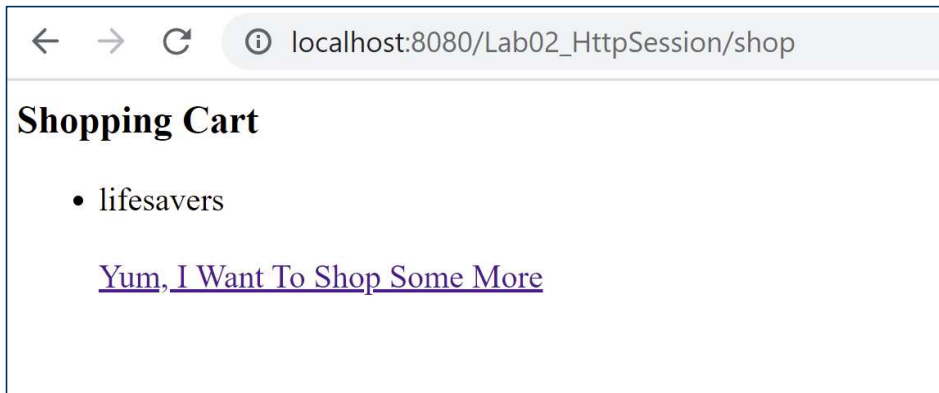 localhost:8080/Lab02_HttpSession/shop
Shopping Cart
lifesavers
Yum, I Want To Shop Some More